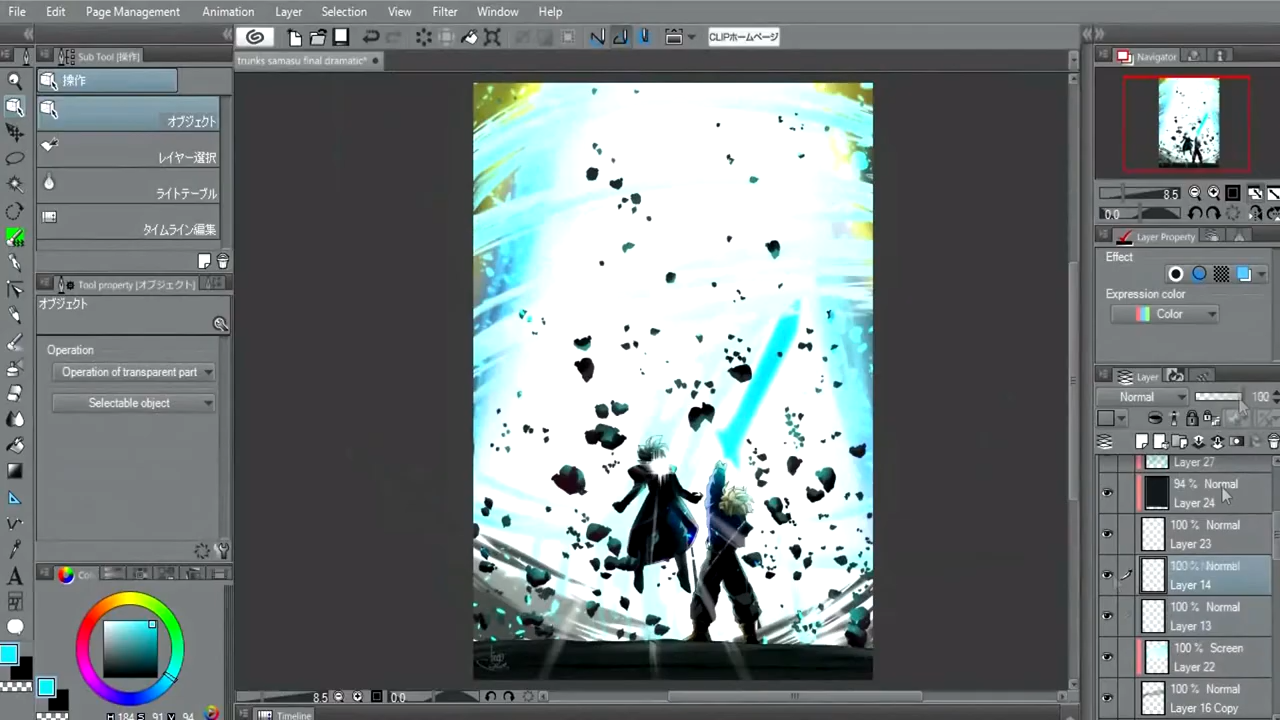 File Edit Page Management Animation Layer Selection View Filter Window Help
CLIPホームページ
Sub Tool [操作]
trunks samasu final dramatic*
Navigator
操作
オブジェクト
レイヤー選択
ライトテーブル
タイムライン編集
8.5
0.0
Layer Property
Effect
Expression color
Color
Tool property [オブジェクト]
オブジェクト
Operation
Operation of transparent part
Selectable object
Layer
Normal 100
Layer 27
94 % Normal
Layer 24
100 % Normal
Layer 23
100 % Normal
Layer 14
100 % Normal
Layer 13
100 % Screen
Layer 22
100 % Normal
Layer 16 Copy
8.5 0.0
H 184 S 91 V 94
Timeline